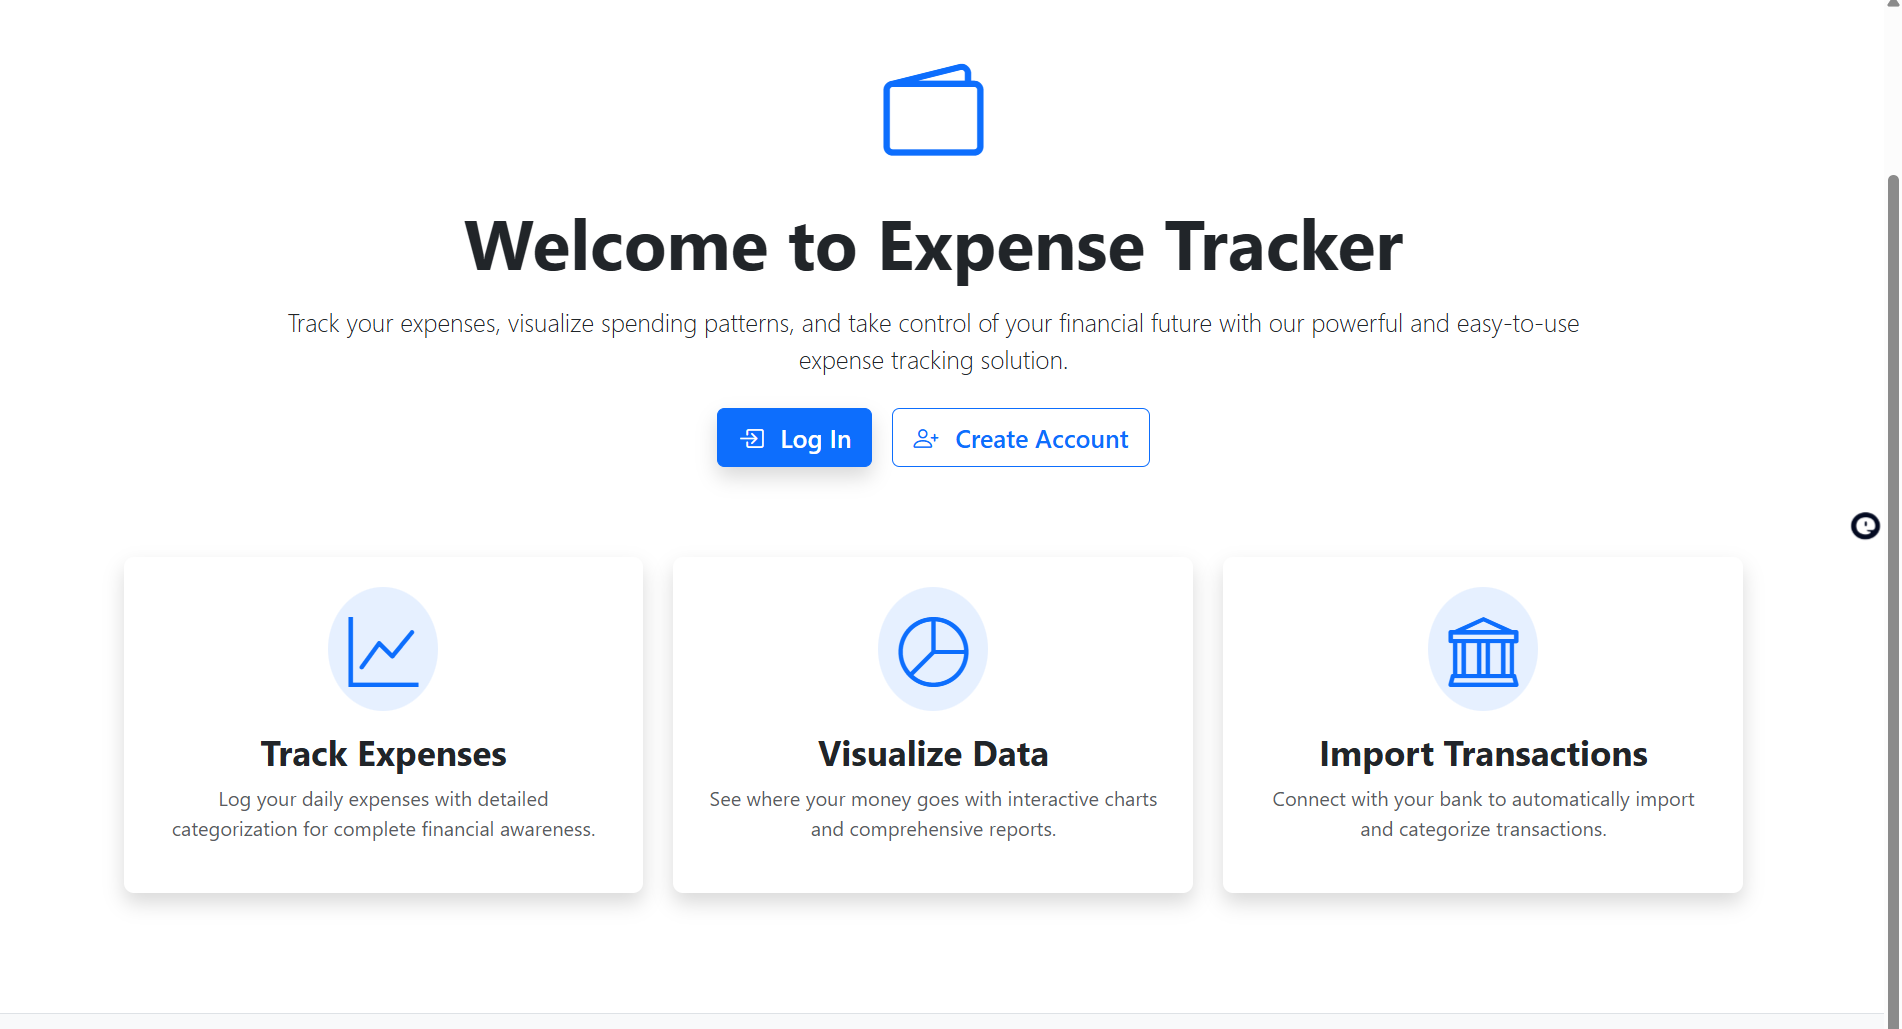 Welcome to Expense Tracker
Track your expenses, visualize spending patterns, and take control of your financial future with our powerful and easy-to-use
expense tracking solution.
Log In
Create Account
Track Expenses
Log your daily expenses with detailed
categorization for complete financial awareness.
Visualize Data
See where your money goes with interactive charts
and comprehensive reports.
Import Transactions
Connect with your bank to automatically import
and categorize transactions.